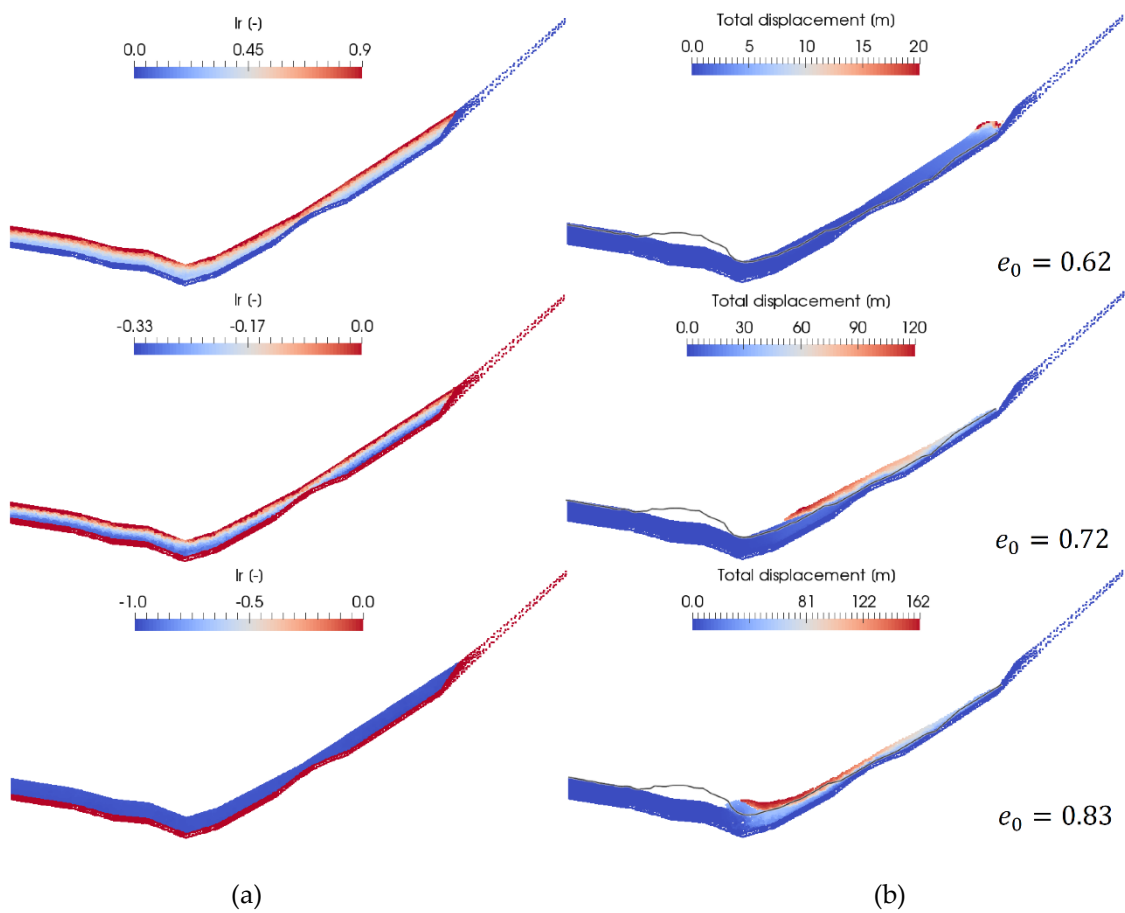 Ir (-)
0.0 0.45 0.9
Total displacement (m)
0.0 5 10 15 20
e₀ = 0.62
Ir (-)
-0.33 -0.17 0.0
Total displacement (m)
0.0 30 60 90 120
e₀ = 0.72
Ir (-)
-1.0 -0.5 0.0
Total displacement (m)
0.0 81 122 162
e₀ = 0.83
(a) (b)